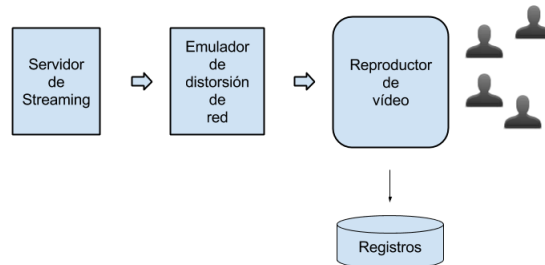 Servidor
de
Streaming
Emulador
de
distorsión
de
red
Reproductor
de
vídeo
Registros